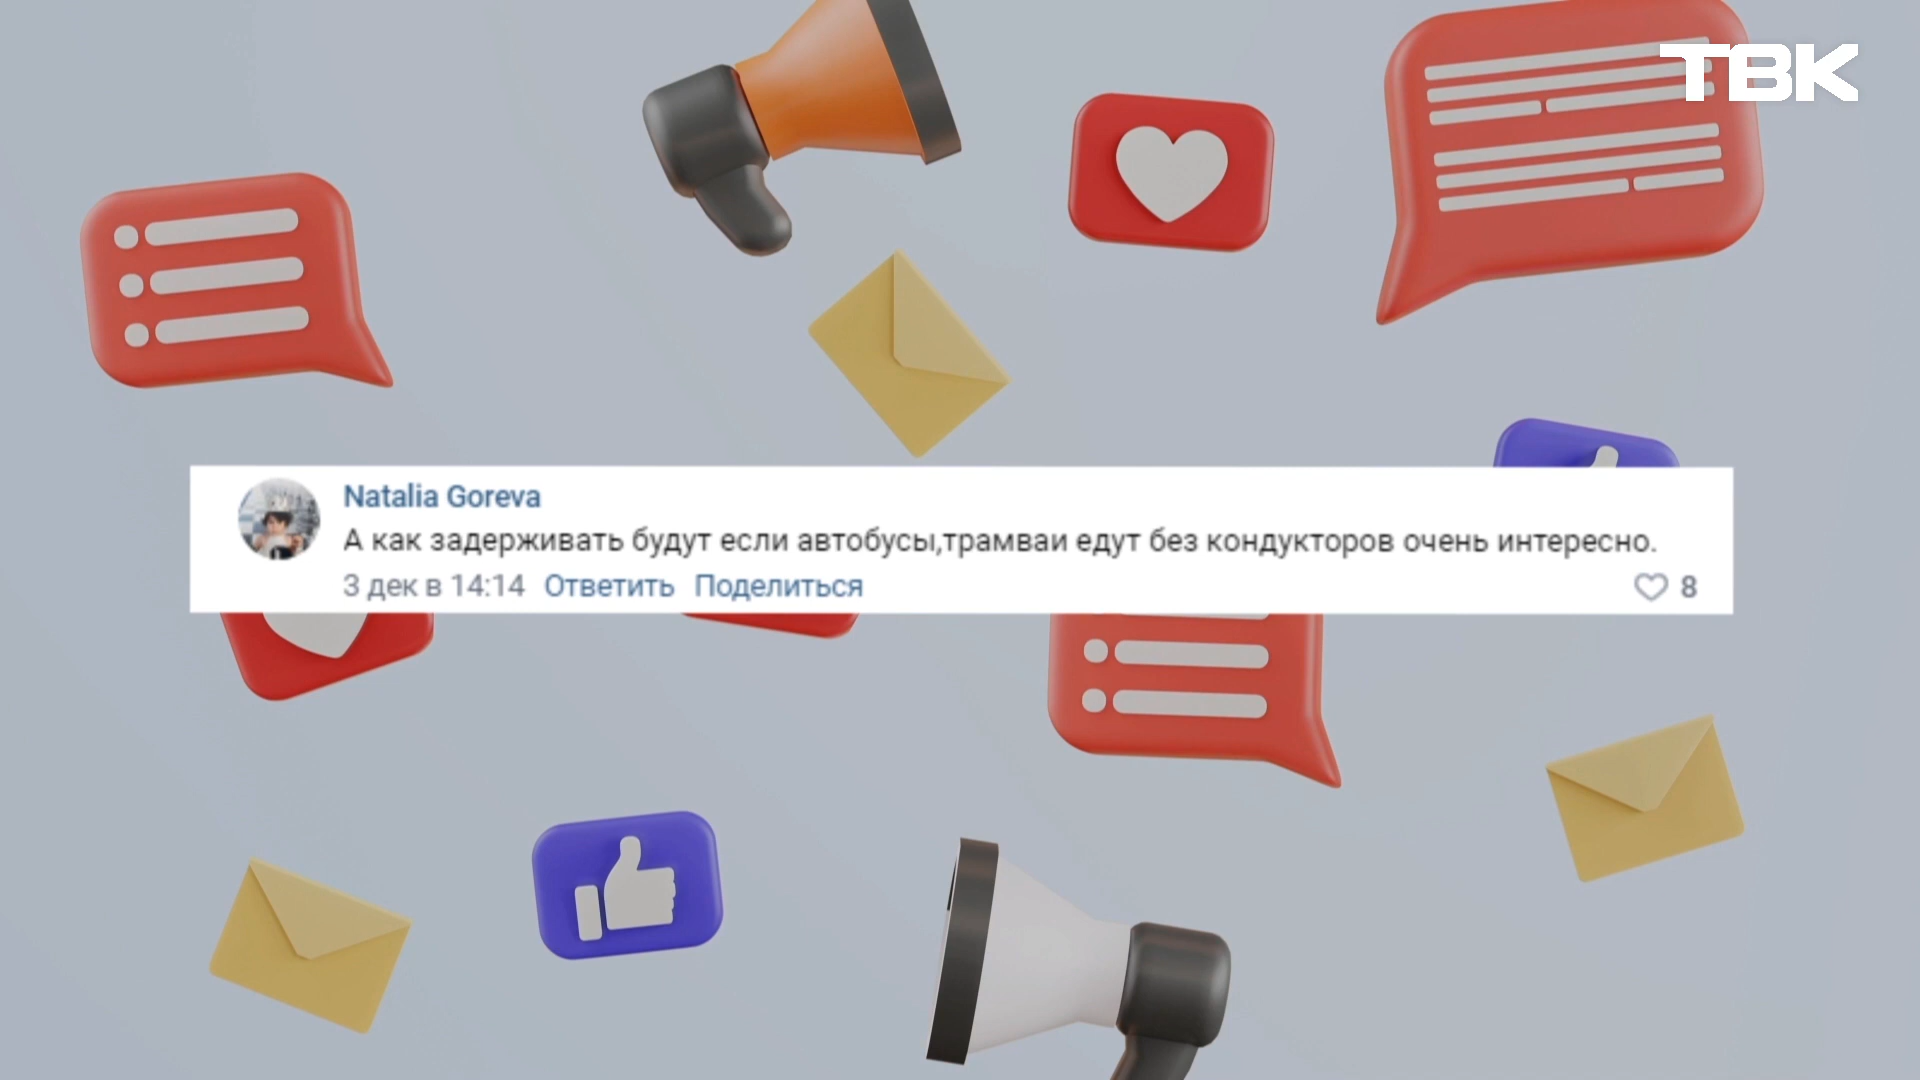 ТВК
Natalia Goreva
А как задерживать будут если автобусы,трамваи едут без кондукторов очень интересно.
3 дек в 14:14 Ответить Поделиться
8